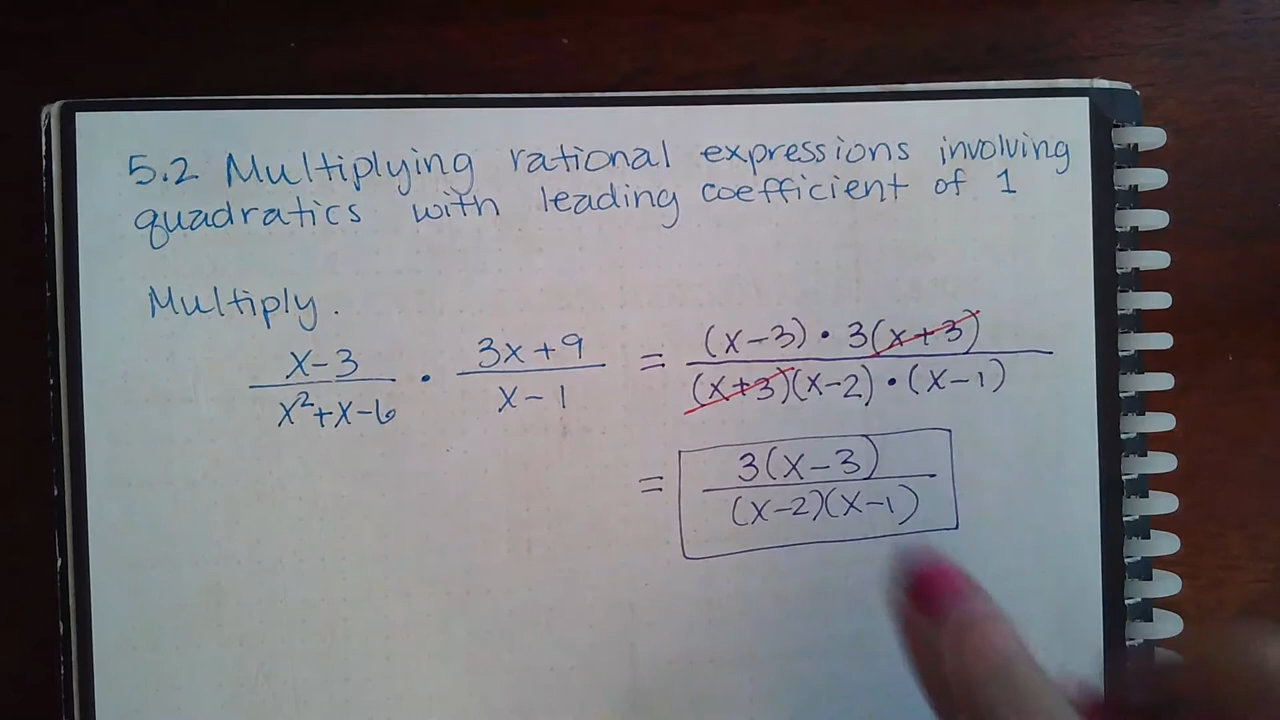 5.2 Multiplying rational expressions involving
quadratics with leading coefficient of 1
Multiply.
x-3 / x²+x-6 • 3x+9 / x-1 = (x-3) • 3(x+3) / (x+3)(x-2) • (x-1)
= 3(x-3) / (x-2)(x-1)